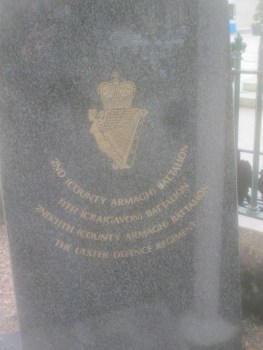 2ND (COUNTY ARMAGH) BATTALION
11TH (CRAIGAVON) BATTALION
2ND/11TH (COUNTY ARMAGH) BATTALION
THE ULSTER DEFENCE REGIMENT